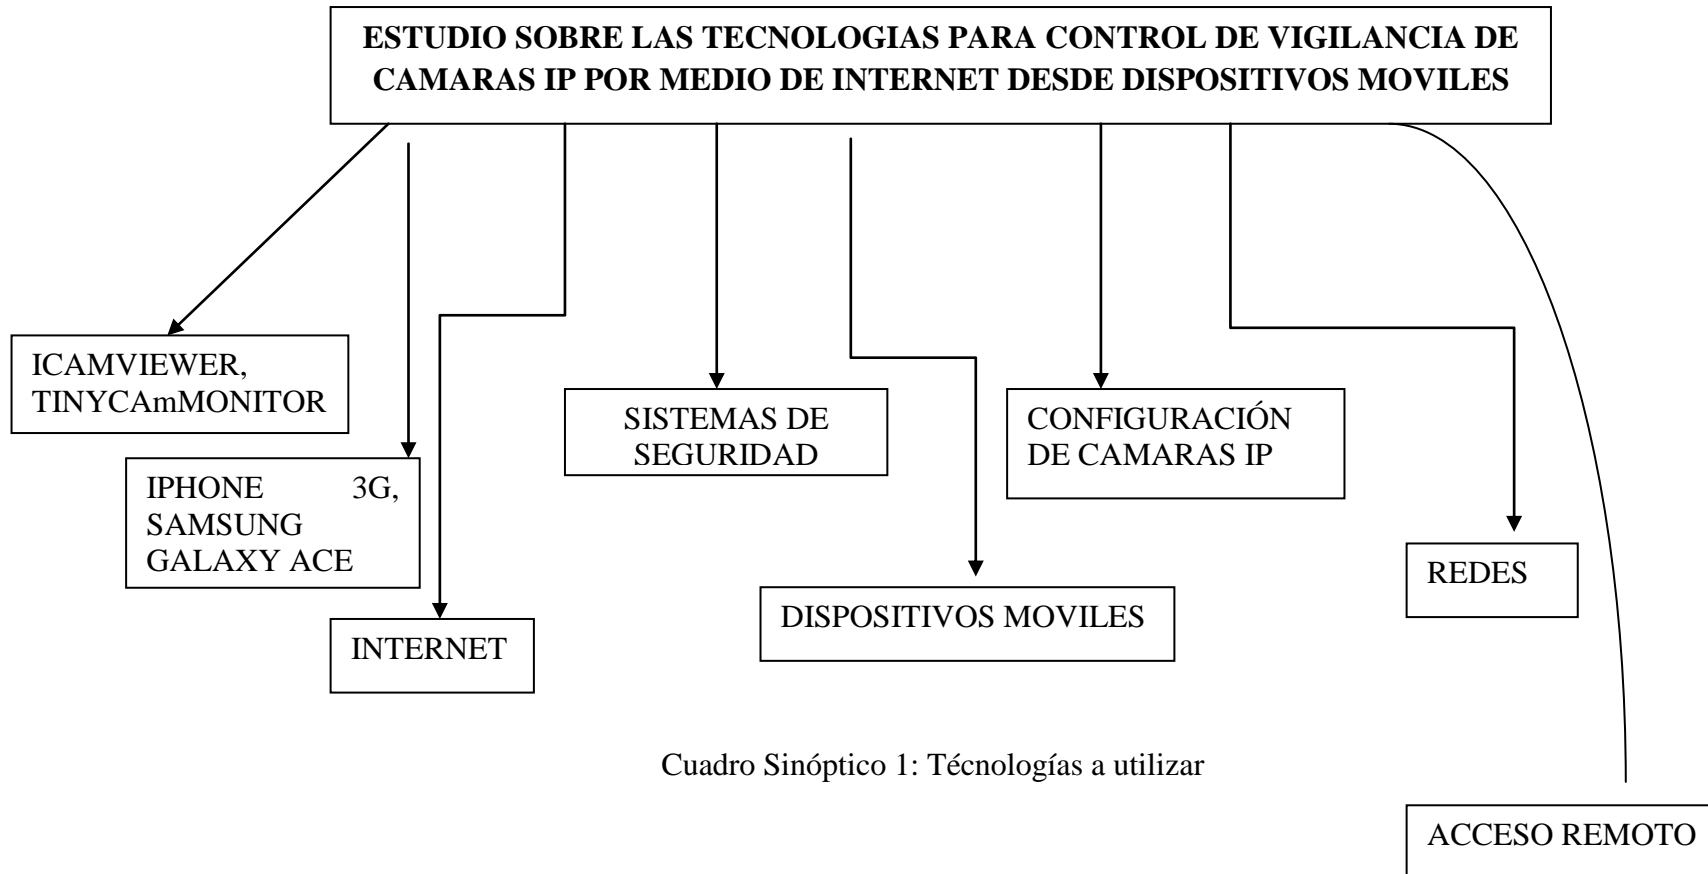 ESTUDIO SOBRE LAS TECNOLOGIAS PARA CONTROL DE VIGILANCIA DE
CAMARAS IP POR MEDIO DE INTERNET DESDE DISPOSITIVOS MOVILES
ICAMVIEWER,
TINYCAmMONITOR
IPHONE 3G,
SAMSUNG
GALAXY ACE
INTERNET
SISTEMAS DE
SEGURIDAD
DISPOSITIVOS MOVILES
CONFIGURACIÓN
DE CAMARAS IP
REDES
Cuadro Sinóptico 1: Técnologías a utilizar
ACCESO REMOTO